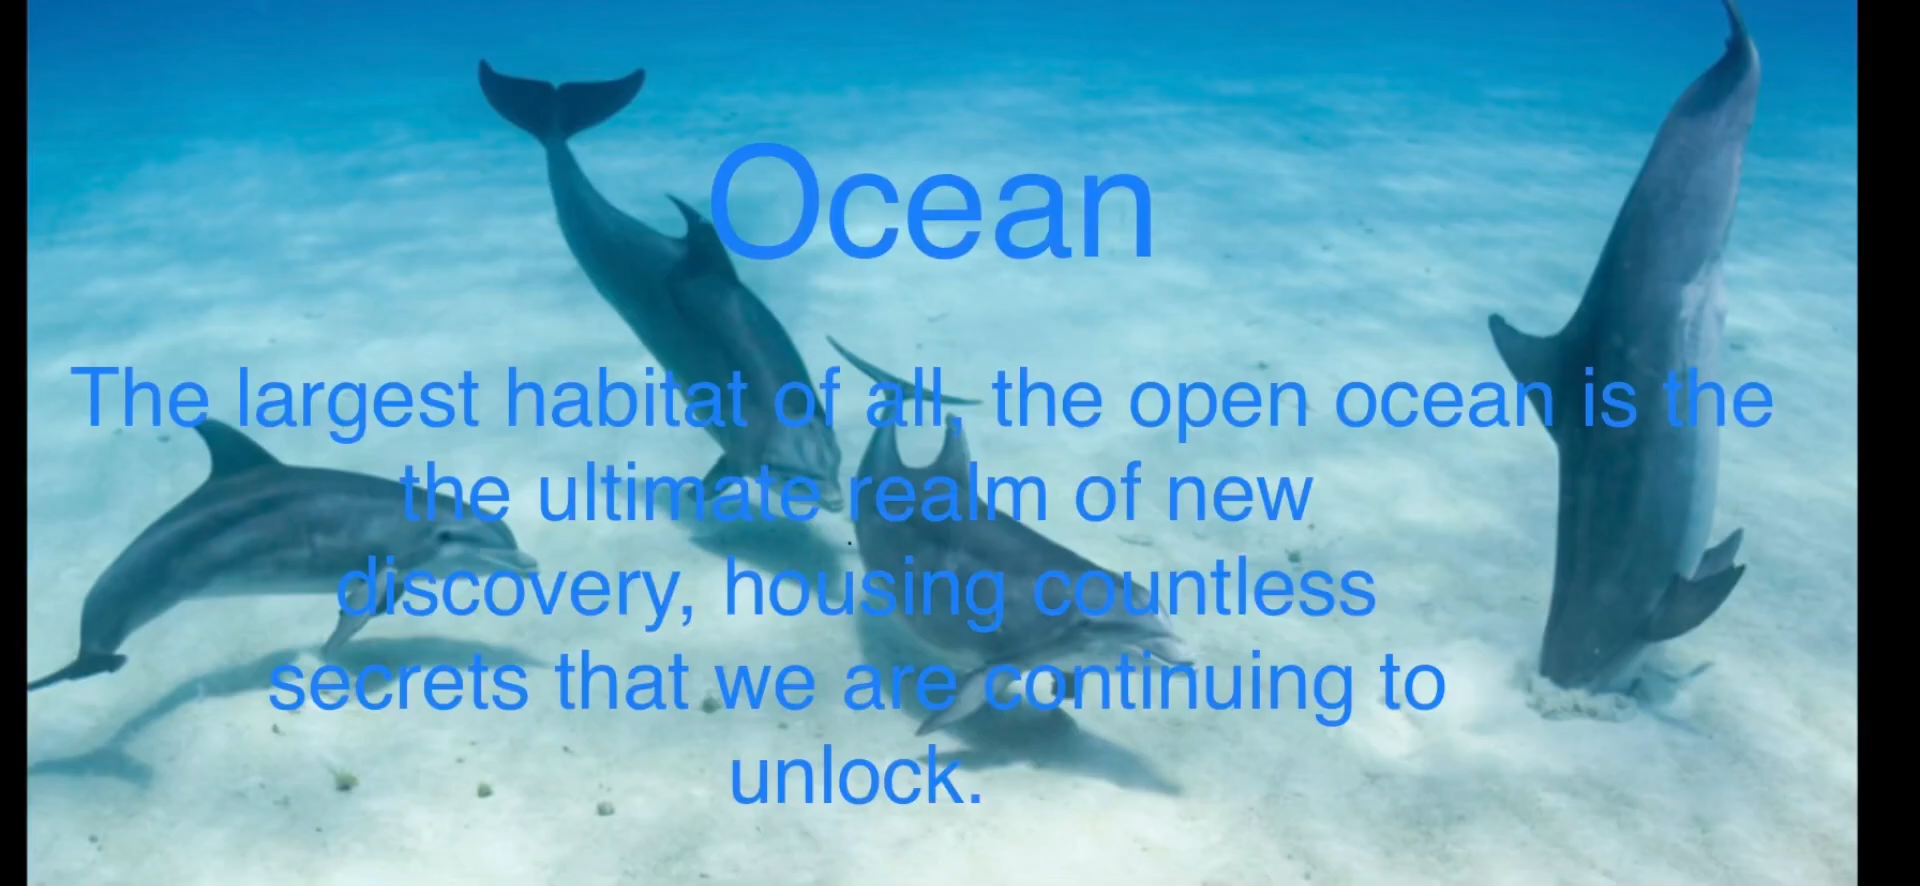 Ocean
The largest habitat of all, the open ocean is the
the ultimate realm of new
discovery, housing countless
secrets that we are continuing to
unlock.